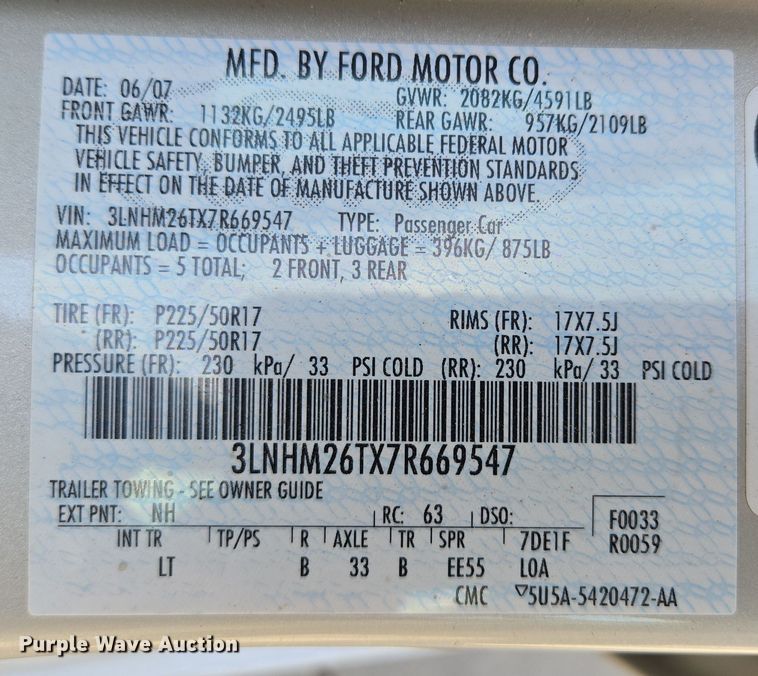 MFD. BY FORD MOTOR CO.
DATE: 06/07 GVWR: 2082KG/4591LB
FRONT GAWR: 1132KG/2495LB REAR GAWR: 957KG/2109LB
THIS VEHICLE CONFORMS TO ALL APPLICABLE FEDERAL MOTOR
VEHICLE SAFETY, BUMPER, AND THEFT PREVENTION STANDARDS
IN EFFECT ON THE DATE OF MANUFACTURE SHOWN ABOVE.
VIN: 3LNHM26TX7R669547 TYPE: Passenger Car
MAXIMUM LOAD = OCCUPANTS + LUGGAGE = 396KG/ 875LB
OCCUPANTS = 5 TOTAL; 2 FRONT, 3 REAR
TIRE (FR): P225/50R17 RIMS (FR): 17X7.5J
(RR): P225/50R17 (RR): 17X7.5J
PRESSURE (FR): 230 kPa/ 33 PSI COLD (RR): 230 kPa/ 33 PSI COLD
3LNHM26TX7R669547
TRAILER TOWING - SEE OWNER GUIDE
EXT PNT: NH RC: 63 DSO: F0033
INT TR TP/PS R AXLE TR SPR 7DE1F R0059
LT B 33 B EE55 LOA
CMC ▽5U5A-5420472-AA
Purple Wave Auction